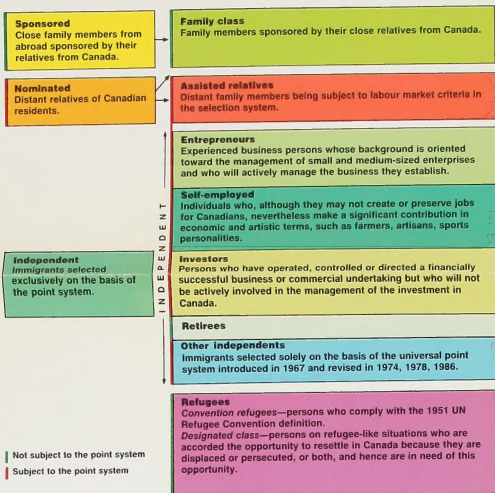 Sponsored
Close family members from
abroad sponsored by their
relatives from Canada.
Family class
Family members sponsored by their close relatives from Canada.
Nominated
Distant relatives of Canadian
residents.
Assisted relatives
Distant family members being subject to labour market criteria in
the selection system.
Entrepreneurs
Experienced business persons whose background is oriented
toward the management of small and medium-sized enterprises
and who will actively manage the business they establish.
Self-employed
Individuals who, although they may not create or preserve jobs
for Canadians, nevertheless make a significant contribution in
economic and artistic terms, such as farmers, artisans, sports
personalities.
INDEPENDENT
Independent
Immigrants selected
exclusively on the basis of
the point system.
Investors
Persons who have operated, controlled or directed a financially
successful business or commercial undertaking but who will not
be actively involved in the management of the investment in
Canada.
Retirees
Other independents
Immigrants selected solely on the basis of the universal point
system introduced in 1967 and revised in 1974, 1978, 1986.
Refugees
Convention refugees—persons who comply with the 1951 UN
Refugee Convention definition.
Designated class—persons on refugee-like situations who are
accorded the opportunity to resettle in Canada because they are
displaced or persecuted, or both, and hence are in need of this
opportunity.
Not subject to the point system
Subject to the point system